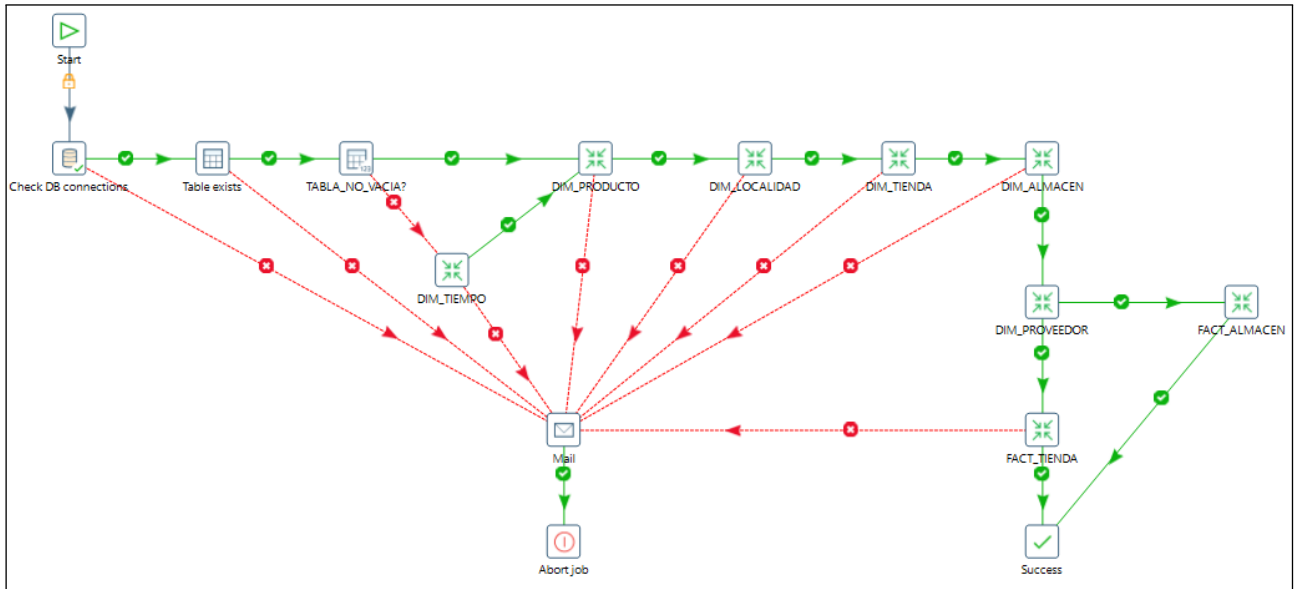 Start
Check DB connections
Table exists
123
TABLA_NO_VACIA?
DIM_PRODUCTO
DIM_LOCALIDAD
DIM_TIENDA
DIM_ALMACEN
DIM_TIEMPO
DIM_PROVEEDOR
FACT_ALMACEN
Mail
FACT_TIENDA
Abort job
Success